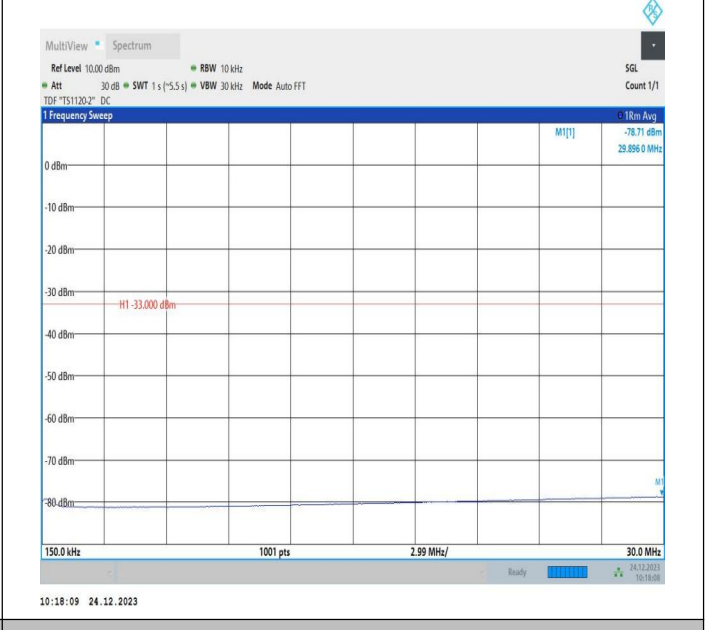 R S
MultiView Spectrum
Ref Level 10.00 dBm RBW 10 kHz SGL
Att 30 dB SWT 1 s (~5.5 s) VBW 30 kHz Mode Auto FFT Count 1/1
TDF "TS1120-2" DC
1 Frequency Sweep 1Rm Avg
M1[1] -78.71 dBm
29.896 0 MHz
0 dBm
-10 dBm
-20 dBm
-30 dBm
H1 -33.000 dBm
-40 dBm
-50 dBm
-60 dBm
-70 dBm
M1
-80 dBm
150.0 kHz 1001 pts 2.99 MHz/ 30.0 MHz
Ready 24.12.2023
10:18:08
10:18:09 24.12.2023